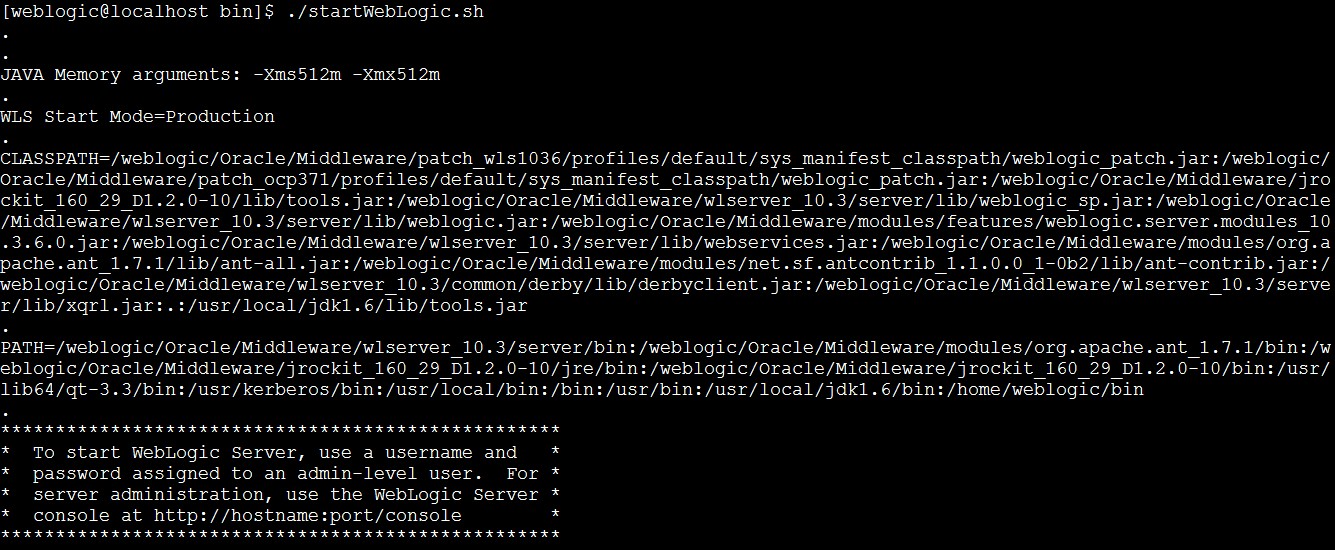 [weblogic@localhost bin]$ ./startWebLogic.sh
.
.
JAVA Memory arguments: -Xms512m -Xmx512m
.
WLS Start Mode=Production
.
CLASSPATH=/weblogic/Oracle/Middleware/patch_wls1036/profiles/default/sys_manifest_classpath/weblogic_patch.jar:/weblogic/
Oracle/Middleware/patch_ocp371/profiles/default/sys_manifest_classpath/weblogic_patch.jar:/weblogic/Oracle/Middleware/jro
ckit_160_29_D1.2.0-10/lib/tools.jar:/weblogic/Oracle/Middleware/wlserver_10.3/server/lib/weblogic_sp.jar:/weblogic/Oracle
/Middleware/wlserver_10.3/server/lib/weblogic.jar:/weblogic/Oracle/Middleware/modules/features/weblogic.server.modules_10
.3.6.0.jar:/weblogic/Oracle/Middleware/wlserver_10.3/server/lib/webservices.jar:/weblogic/Oracle/Middleware/modules/org.a
pache.ant_1.7.1/lib/ant-all.jar:/weblogic/Oracle/Middleware/modules/net.sf.antcontrib_1.1.0.0_1-0b2/lib/ant-contrib.jar:/
weblogic/Oracle/Middleware/wlserver_10.3/common/derby/lib/derbyclient.jar:/weblogic/Oracle/Middleware/wlserver_10.3/serve
r/lib/xqrl.jar:.:/usr/local/jdk1.6/lib/tools.jar
.
PATH=/weblogic/Oracle/Middleware/wlserver_10.3/server/bin:/weblogic/Oracle/Middleware/modules/org.apache.ant_1.7.1/bin:/w
eblogic/Oracle/Middleware/jrockit_160_29_D1.2.0-10/jre/bin:/weblogic/Oracle/Middleware/jrockit_160_29_D1.2.0-10/bin:/usr/
lib64/qt-3.3/bin:/usr/kerberos/bin:/usr/local/bin:/bin:/usr/bin:/usr/local/jdk1.6/bin:/home/weblogic/bin
.
***************************************************
*  To start WebLogic Server, use a username and   *
*  password assigned to an admin-level user.  For *
*  server administration, use the WebLogic Server *
*  console at http://hostname:port/console        *
***************************************************